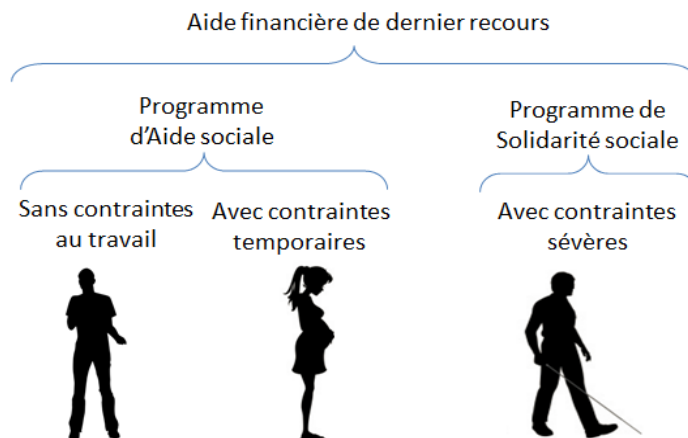 Aide financière de dernier recours
Programme
d'Aide sociale
Programme de
Solidarité sociale
Sans contraintes
au travail
Avec contraintes
temporaires
Avec contraintes
sévères